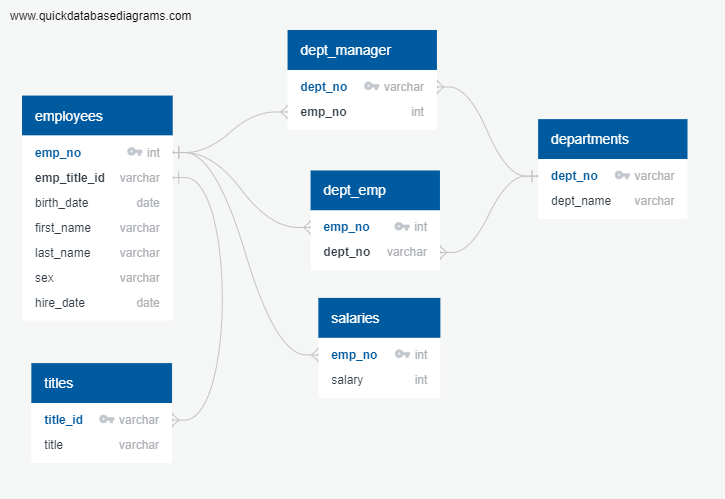 www.quickdatabasediagrams.com
dept_manager
dept_no varchar
emp_no int
employees
emp_no int
emp_title_id varchar
birth_date date
first_name varchar
last_name varchar
sex varchar
hire_date date
departments
dept_no varchar
dept_name varchar
dept_emp
emp_no int
dept_no varchar
salaries
emp_no int
salary int
titles
title_id varchar
title varchar